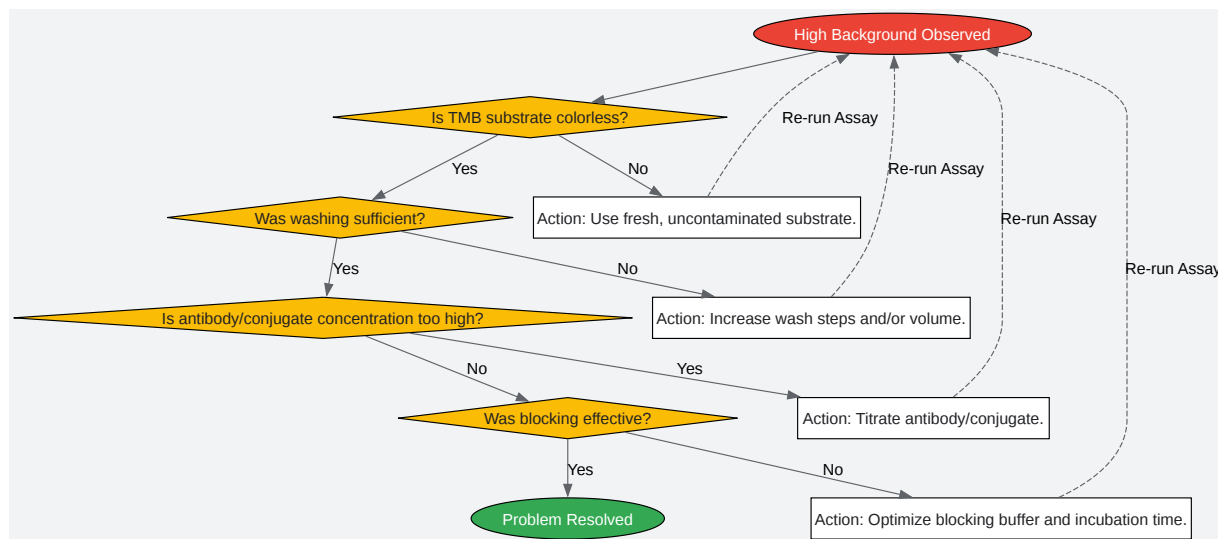 High Background Observed
Is TMB substrate colorless?
Re-run Assay
Yes
No
Re-run Assay
Was washing sufficient?
Action: Use fresh, uncontaminated substrate.
Re-run Assay
Yes
No
Re-run Assay
Is antibody/conjugate concentration too high?
Action: Increase wash steps and/or volume.
No
Yes
Was blocking effective?
Action: Titrate antibody/conjugate.
Yes
No
Problem Resolved
Action: Optimize blocking buffer and incubation time.